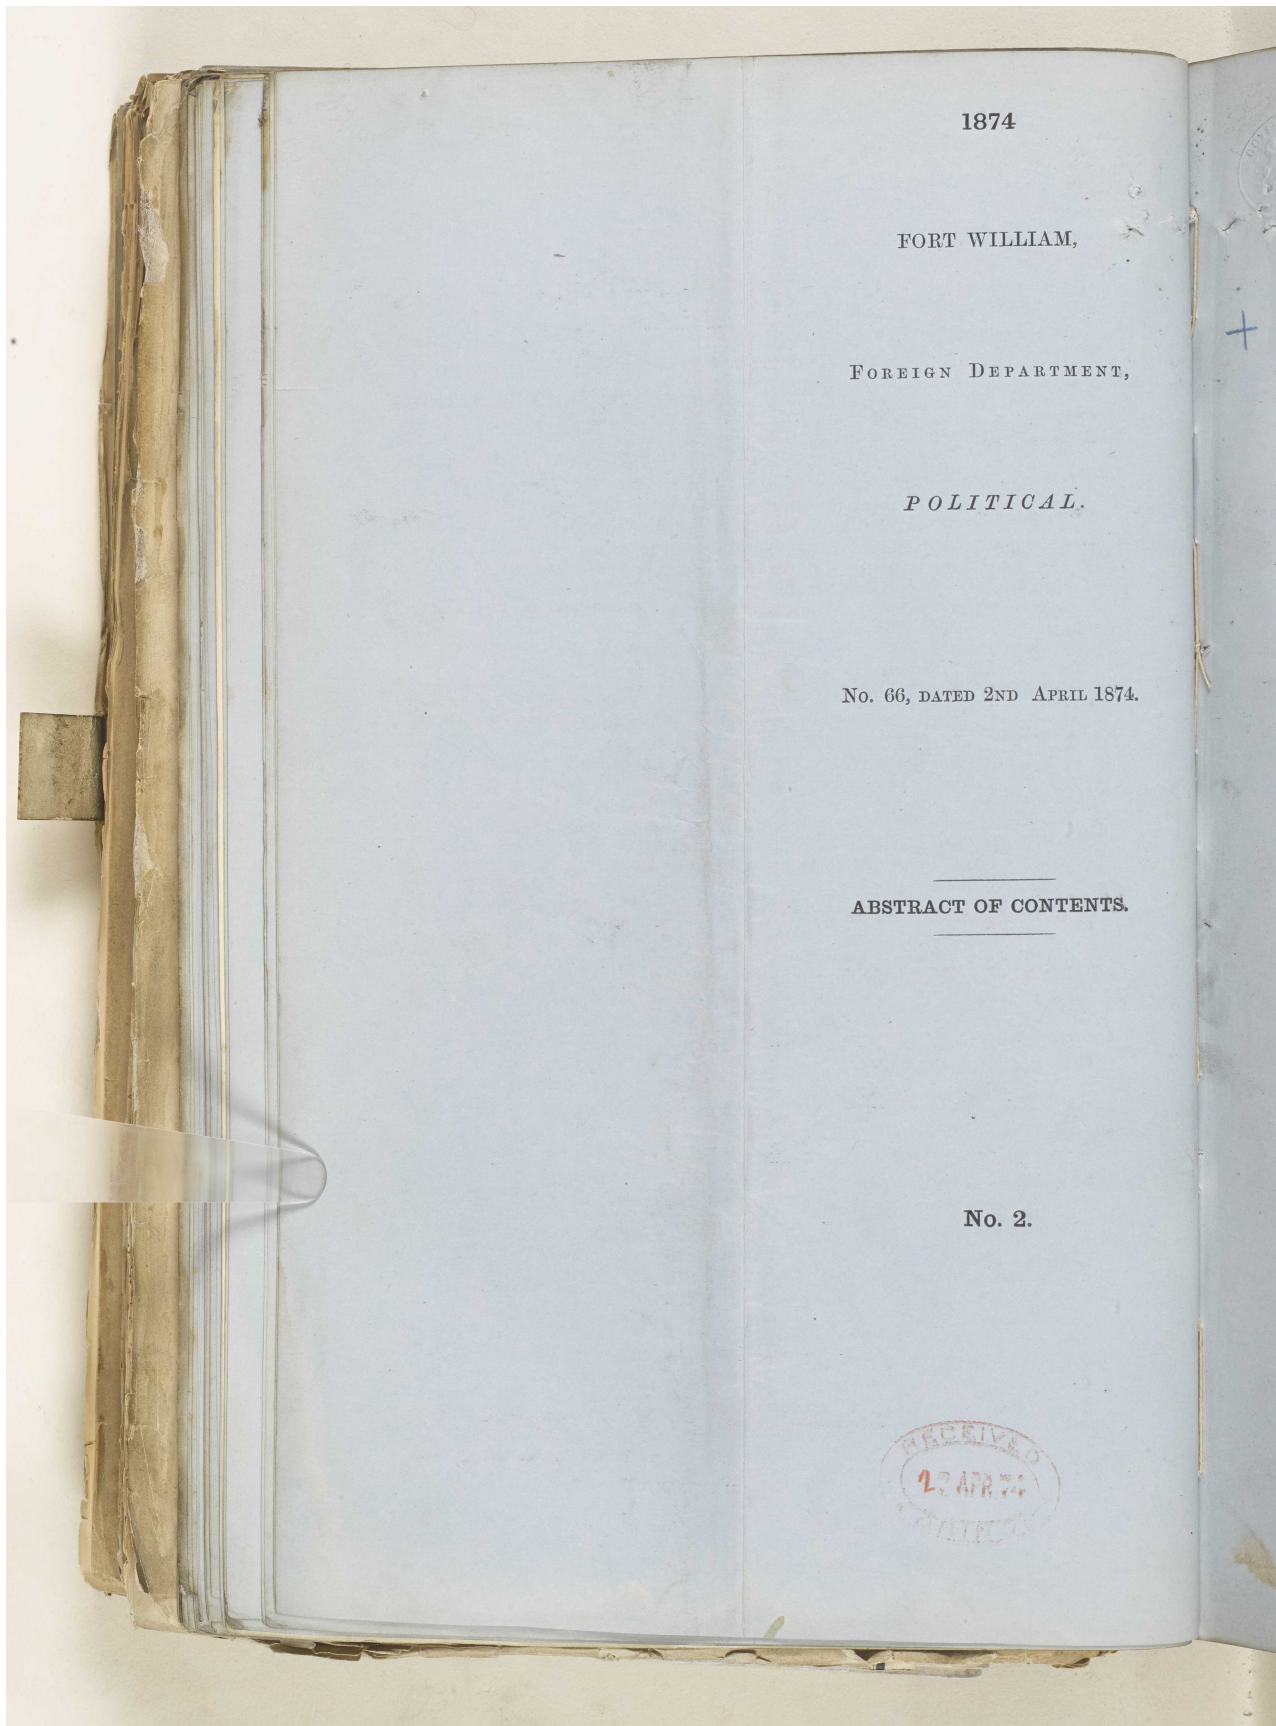 1874
FORT WILLIAM,
FOREIGN DEPARTMENT,
POLITICAL.
No. 66, DATED 2ND APRIL 1874.
ABSTRACT OF CONTENTS.
No. 2.
RECEIVED
APR 74